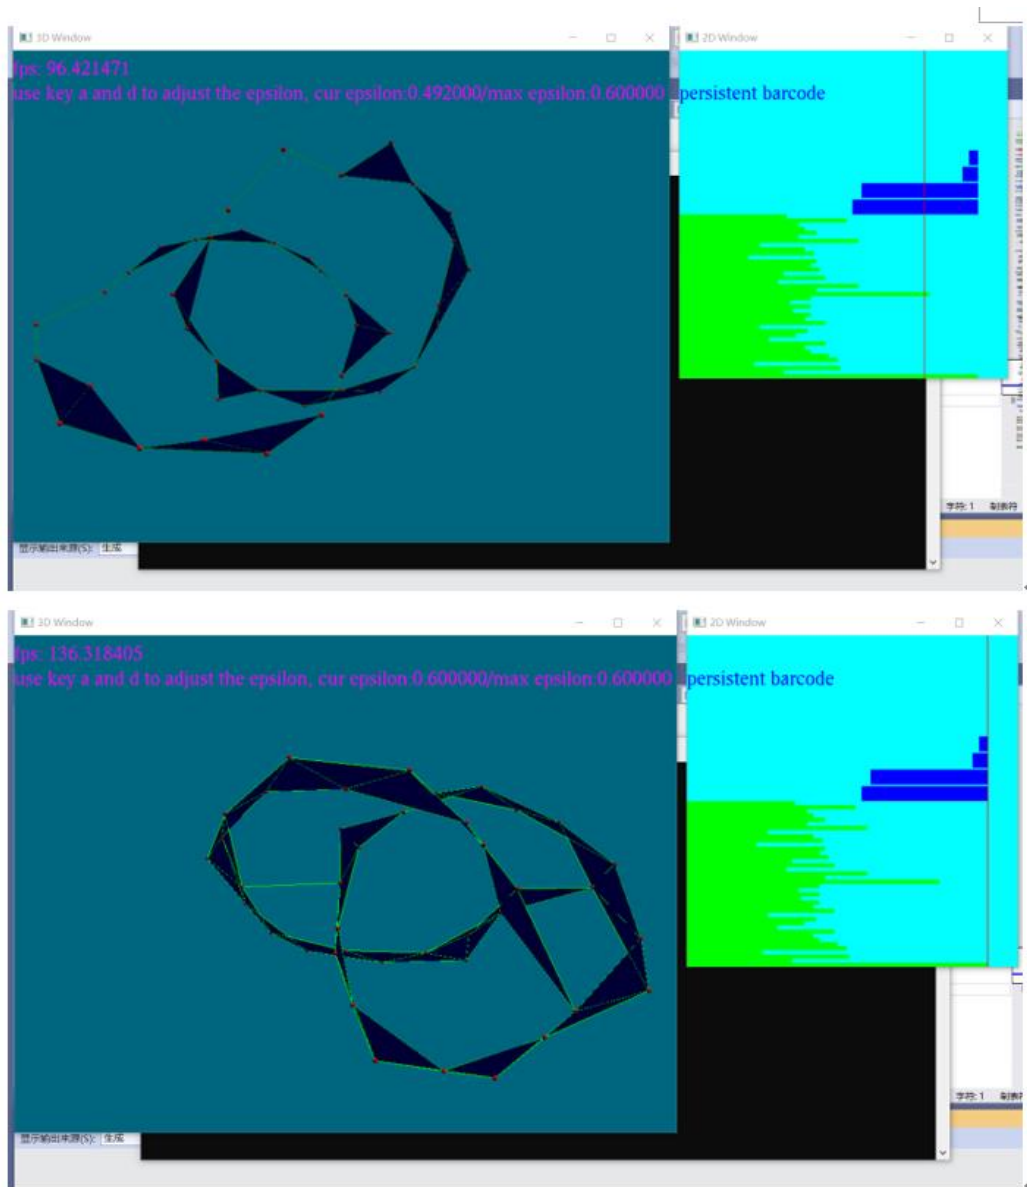 3D Window
2D Window
fps: 96.421471
use key a and d to adjust the epsilon, cur epsilon:0.492000/max epsilon:0.600000
persistent barcode
字符: 1
制表符
显示输出来源(S):
生成
3D Window
2D Window
fps: 136.318405
use key a and d to adjust the epsilon, cur epsilon:0.600000/max epsilon:0.600000
persistent barcode
字符: 1
显示输出来源(S):
生成